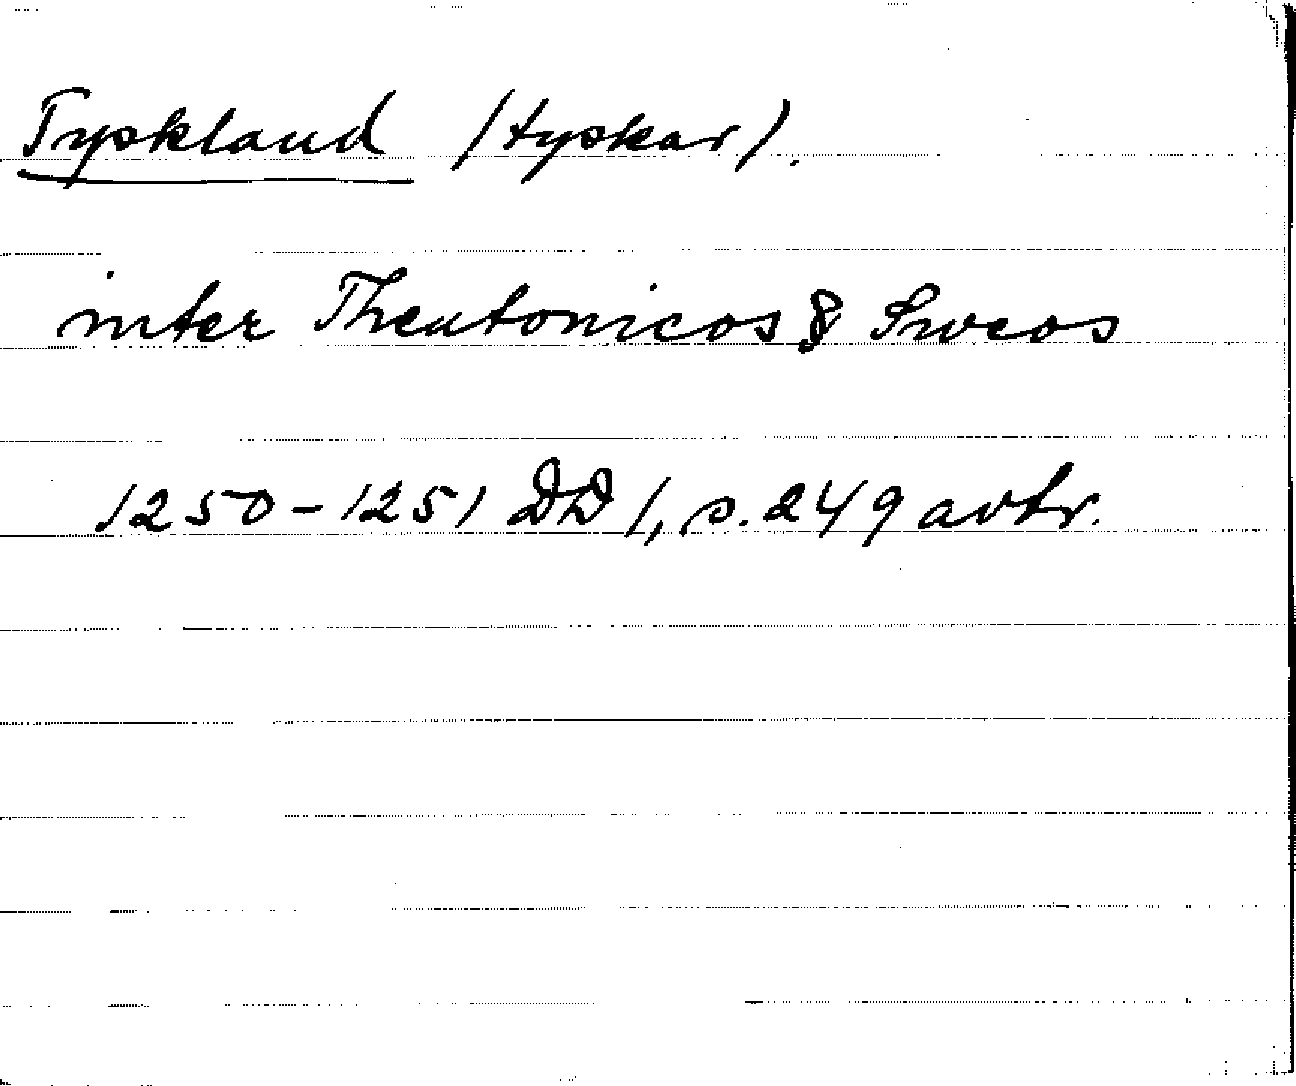 Tyskland (tyskar).
inter Theutonicos & Sweos
1250-1251 DD 1, s. 249 avtr.